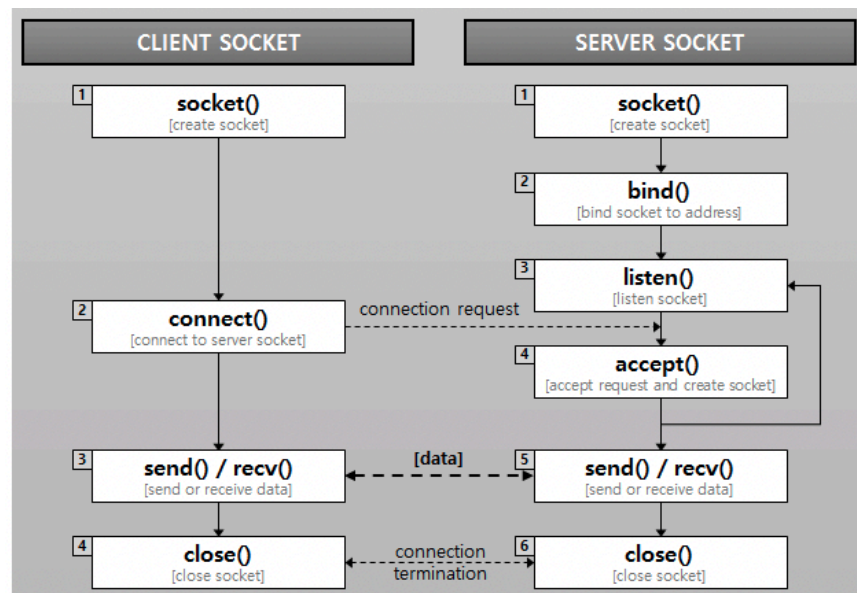 CLIENT SOCKET
SERVER SOCKET
1
socket()
[create socket]
1
socket()
[create socket]
2
bind()
[bind socket to address]
3
listen()
[listen socket]
2
connect()
[connect to server socket]
connection request
4
accept()
[accept request and create socket]
3
send() / recv()
[send or receive data]
[data]
5
send() / recv()
[send or receive data]
4
close()
[close socket]
connection
termination
6
close()
[close socket]